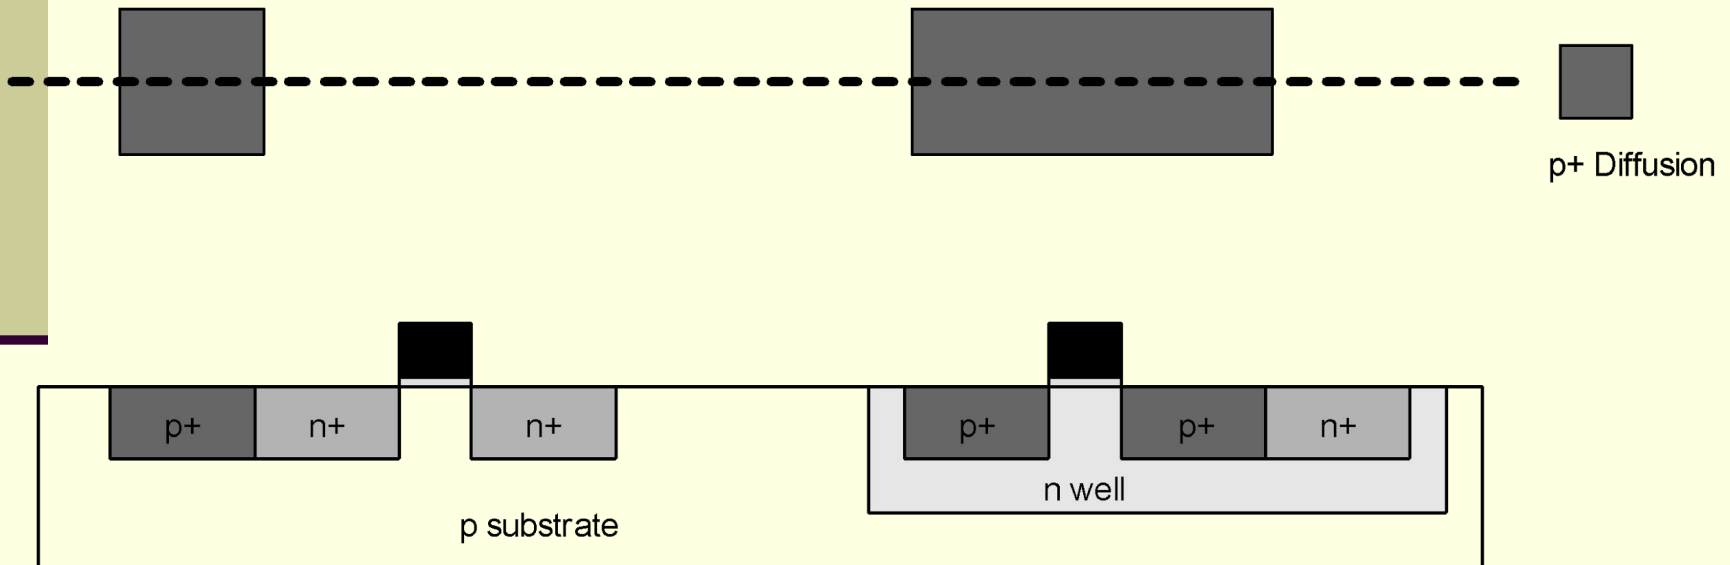 p+ Diffusion
p+ n+ n+ p+ p+ n+
n well
p substrate